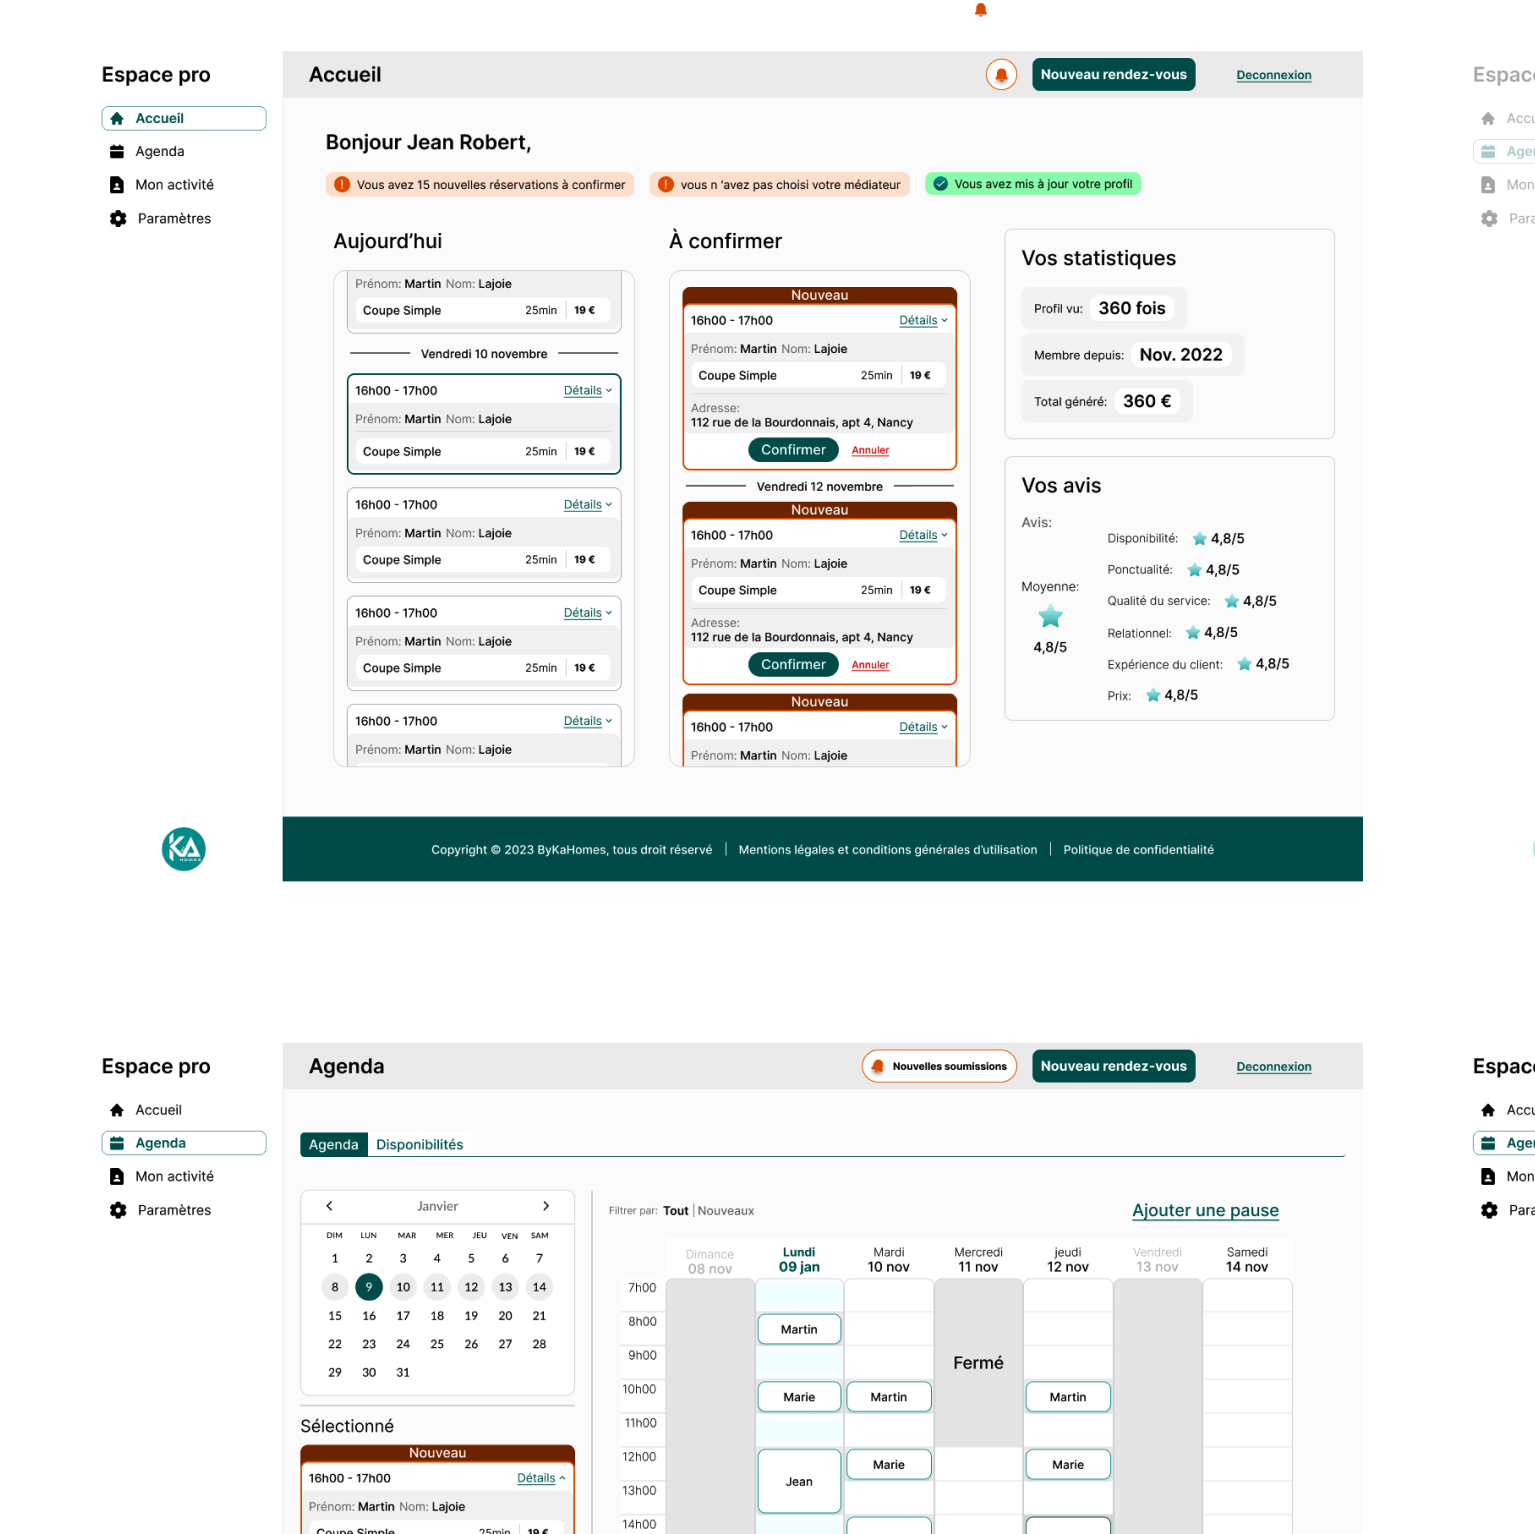 Espace pro
Accueil
Agenda
Mon activité
Paramètres
KA
HOMES
Accueil
Nouveau rendez-vous
Deconnexion
Bonjour Jean Robert,
Vous avez 15 nouvelles réservations à confirmer
vous n 'avez pas choisi votre médiateur
Vous avez mis à jour votre profil
Aujourd’hui
Prénom: Martin Nom: Lajoie
Coupe Simple 25min 19 €
Vendredi 10 novembre
16h00 - 17h00 Détails
Prénom: Martin Nom: Lajoie
Coupe Simple 25min 19 €
16h00 - 17h00 Détails
Prénom: Martin Nom: Lajoie
Coupe Simple 25min 19 €
16h00 - 17h00 Détails
Prénom: Martin Nom: Lajoie
Coupe Simple 25min 19 €
16h00 - 17h00 Détails
Prénom: Martin Nom: Lajoie
À confirmer
Nouveau
16h00 - 17h00 Détails
Prénom: Martin Nom: Lajoie
Coupe Simple 25min 19 €
Adresse:
112 rue de la Bourdonnais, apt 4, Nancy
Confirmer Annuler
Vendredi 12 novembre
Nouveau
16h00 - 17h00 Détails
Prénom: Martin Nom: Lajoie
Coupe Simple 25min 19 €
Adresse:
112 rue de la Bourdonnais, apt 4, Nancy
Confirmer Annuler
Nouveau
16h00 - 17h00 Détails
Prénom: Martin Nom: Lajoie
Vos statistiques
Profil vu: 360 fois
Membre depuis: Nov. 2022
Total généré: 360 €
Vos avis
Avis:
Moyenne:
4,8/5
Disponibilité: 4,8/5
Ponctualité: 4,8/5
Qualité du service: 4,8/5
Relationnel: 4,8/5
Expérience du client: 4,8/5
Prix: 4,8/5
Copyright © 2023 ByKaHomes, tous droit réservé | Mentions légales et conditions générales d’utilisation | Politique de confidentialité
Espac
Accu
Agen
Mon
Para
Espace pro
Accueil
Agenda
Mon activité
Paramètres
Agenda
Nouvelles soumissions
Nouveau rendez-vous
Deconnexion
Agenda Disponibilités
Janvier
DIM LUN MAR MER JEU VEN SAM
1 2 3 4 5 6 7
8 9 10 11 12 13 14
15 16 17 18 19 20 21
22 23 24 25 26 27 28
29 30 31
Sélectionné
Nouveau
16h00 - 17h00 Détails
Prénom: Martin Nom: Lajoie
Coupe Simple 25min 19 €
Filtrer par: Tout | Nouveaux
Ajouter une pause
Dimance Lundi Mardi Mercredi jeudi Vendredi Samedi
08 nov 09 jan 10 nov 11 nov 12 nov 13 nov 14 nov
7h00
8h00 Martin
9h00 Fermé
10h00 Marie Martin Martin
11h00
12h00 Marie Marie
Jean
13h00
14h00
Espac
Accu
Agen
Mon
Para